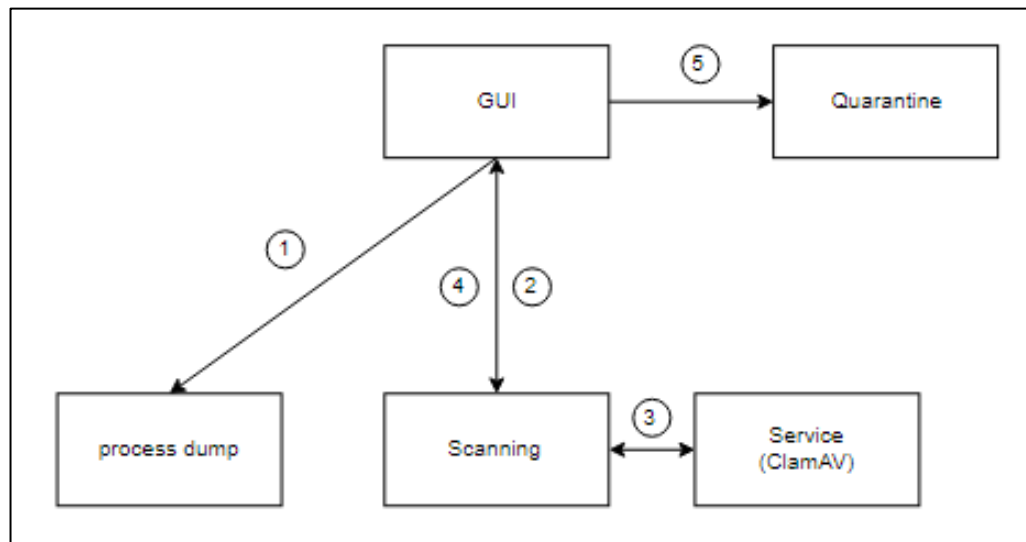 GUI
5
Quarantine
1
4
2
process dump
Scanning
3
Service
(ClamAV)